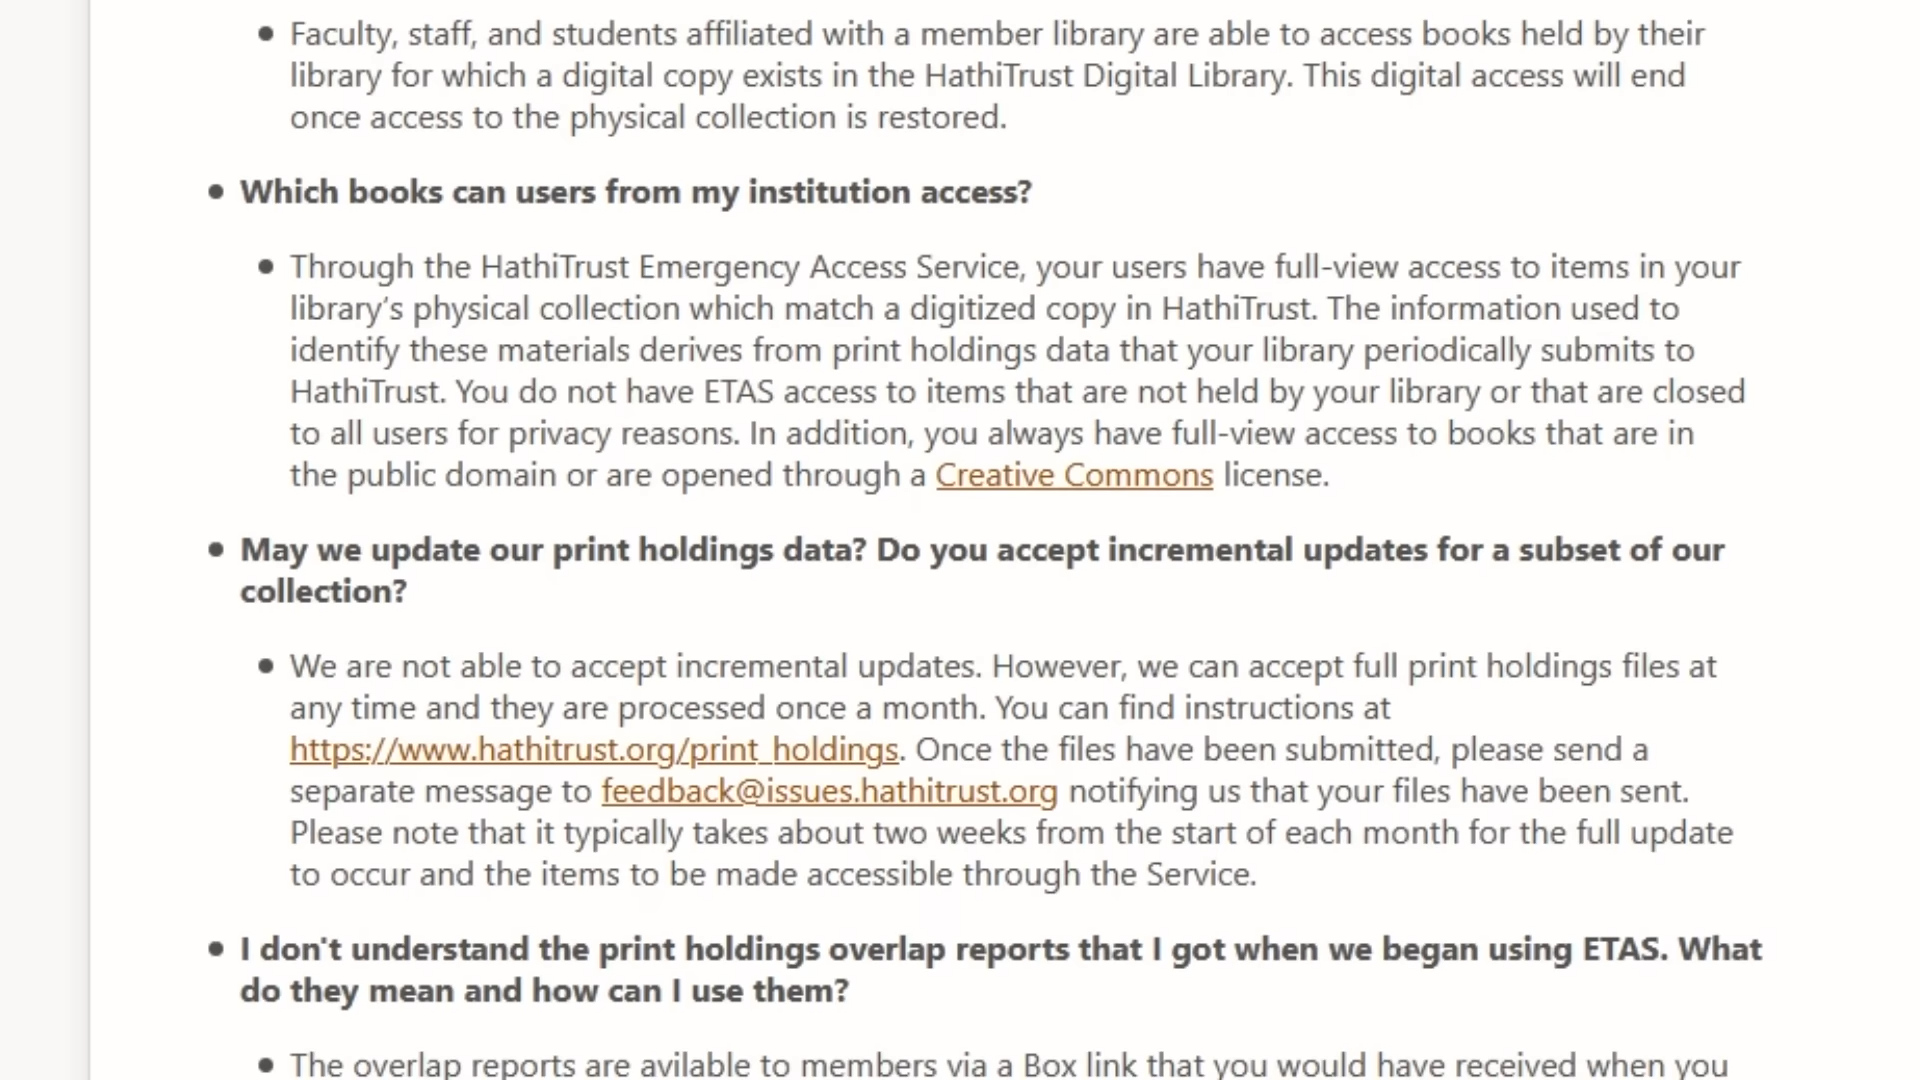 Faculty, staff, and students affiliated with a member library are able to access books held by their
library for which a digital copy exists in the HathiTrust Digital Library. This digital access will end
once access to the physical collection is restored.
Which books can users from my institution access?
Through the HathiTrust Emergency Access Service, your users have full-view access to items in your
library’s physical collection which match a digitized copy in HathiTrust. The information used to
identify these materials derives from print holdings data that your library periodically submits to
HathiTrust. You do not have ETAS access to items that are not held by your library or that are closed
to all users for privacy reasons. In addition, you always have full-view access to books that are in
the public domain or are opened through a Creative Commons license.
May we update our print holdings data? Do you accept incremental updates for a subset of our
collection?
We are not able to accept incremental updates. However, we can accept full print holdings files at
any time and they are processed once a month. You can find instructions at
https://www.hathitrust.org/print_holdings. Once the files have been submitted, please send a
separate message to feedback@issues.hathitrust.org notifying us that your files have been sent.
Please note that it typically takes about two weeks from the start of each month for the full update
to occur and the items to be made accessible through the Service.
I don't understand the print holdings overlap reports that I got when we began using ETAS. What
do they mean and how can I use them?
The overlap reports are avilable to members via a Box link that you would have received when you